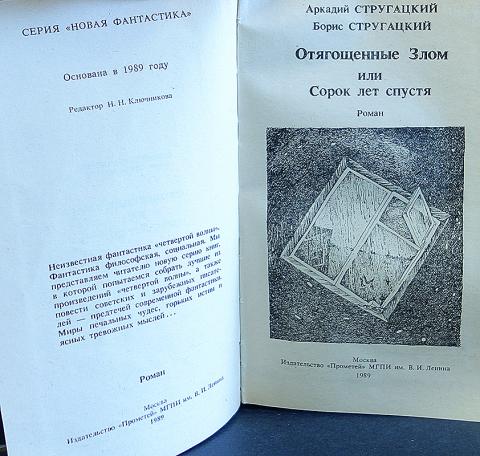 СЕРИЯ «НОВАЯ ФАНТАСТИКА»
Основана в 1989 году
Редактор Н. Н. Ключникова
Неизвестная фантастика «четвертой волны».
Фантастика философская, социальная. Мы
представляем читателю новую серию книг,
в которой попытаемся собрать лучшие из
произведений «четвертой волны», а также
повести советских и зарубежных писате-
лей — предтечей современной фантастики.
Миры печальных чудес, горьких истин и
ясных тревожных мыслей...
Роман
Москва
Издательство «Прометей» МГПИ им. В. И. Ленина
1989
Аркадий СТРУГАЦКИЙ
Борис СТРУГАЦКИЙ
Отягощенные Злом
или
Сорок лет спустя
Роман
Москва
Издательство «Прометей» МГПИ им. В. И. Ленина
1989